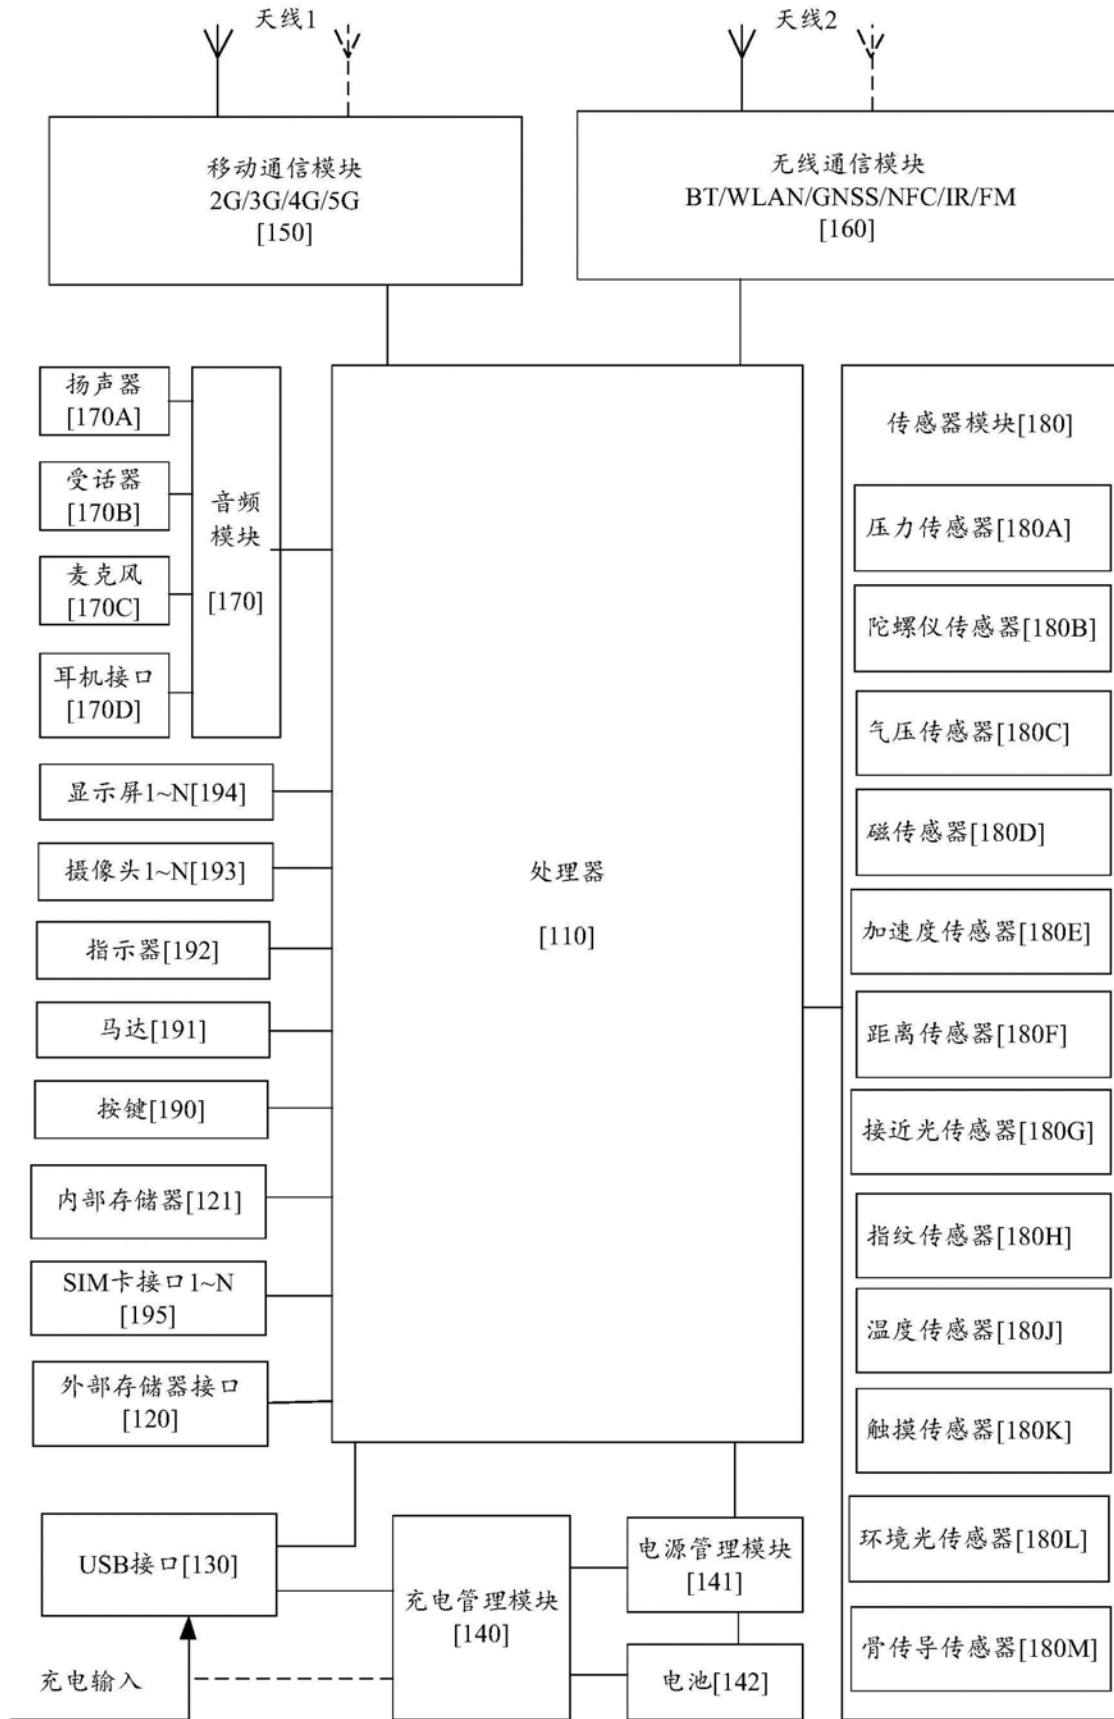 天线1
天线2
移动通信模块
2G/3G/4G/5G
[150]
无线通信模块
BT/WLAN/GNSS/NFC/IR/FM
[160]
扬声器
[170A]
受话器
[170B]
麦克风
[170C]
耳机接口
[170D]
音频
模块
[170]
显示屏1~N[194]
摄像头1~N[193]
指示器[192]
马达[191]
按键[190]
内部存储器[121]
SIM卡接口1~N
[195]
外部存储器接口
[120]
处理器
[110]
传感器模块[180]
压力传感器[180A]
陀螺仪传感器[180B]
气压传感器[180C]
磁传感器[180D]
加速度传感器[180E]
距离传感器[180F]
接近光传感器[180G]
指纹传感器[180H]
温度传感器[180J]
触摸传感器[180K]
环境光传感器[180L]
骨传导传感器[180M]
USB接口[130]
充电输入
充电管理模块
[140]
电源管理模块
[141]
电池[142]